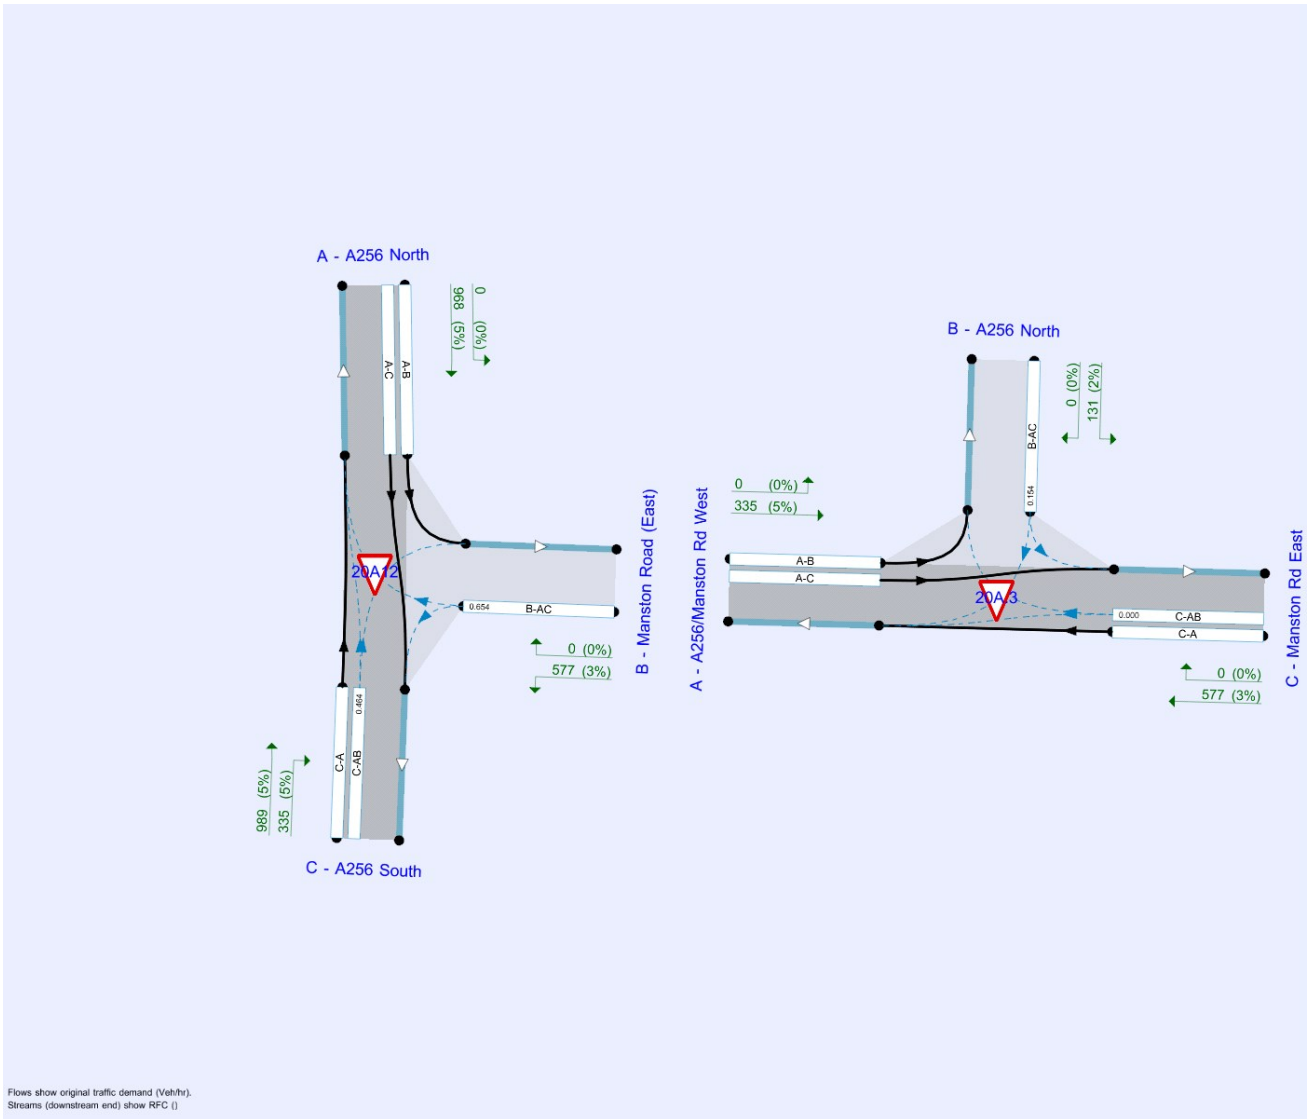 A - A256 North
968 (5%)
0 (0%)
A-C
A-B
20A12
0.654
B-AC
B - Manston Road (East)
0 (0%)
577 (3%)
0.464
C-A
C-AB
989 (5%)
335 (5%)
C - A256 South
B - A256 North
0 (0%)
131 (2%)
B-AC
0.154
0 (0%)
335 (5%)
A - A256/Manston Rd West
A-B
A-C
20A13
0.000
C-AB
C-A
C - Manston Rd East
0 (0%)
577 (3%)
Flows show original traffic demand (Veh/hr).
Streams (downstream end) show RFC ()